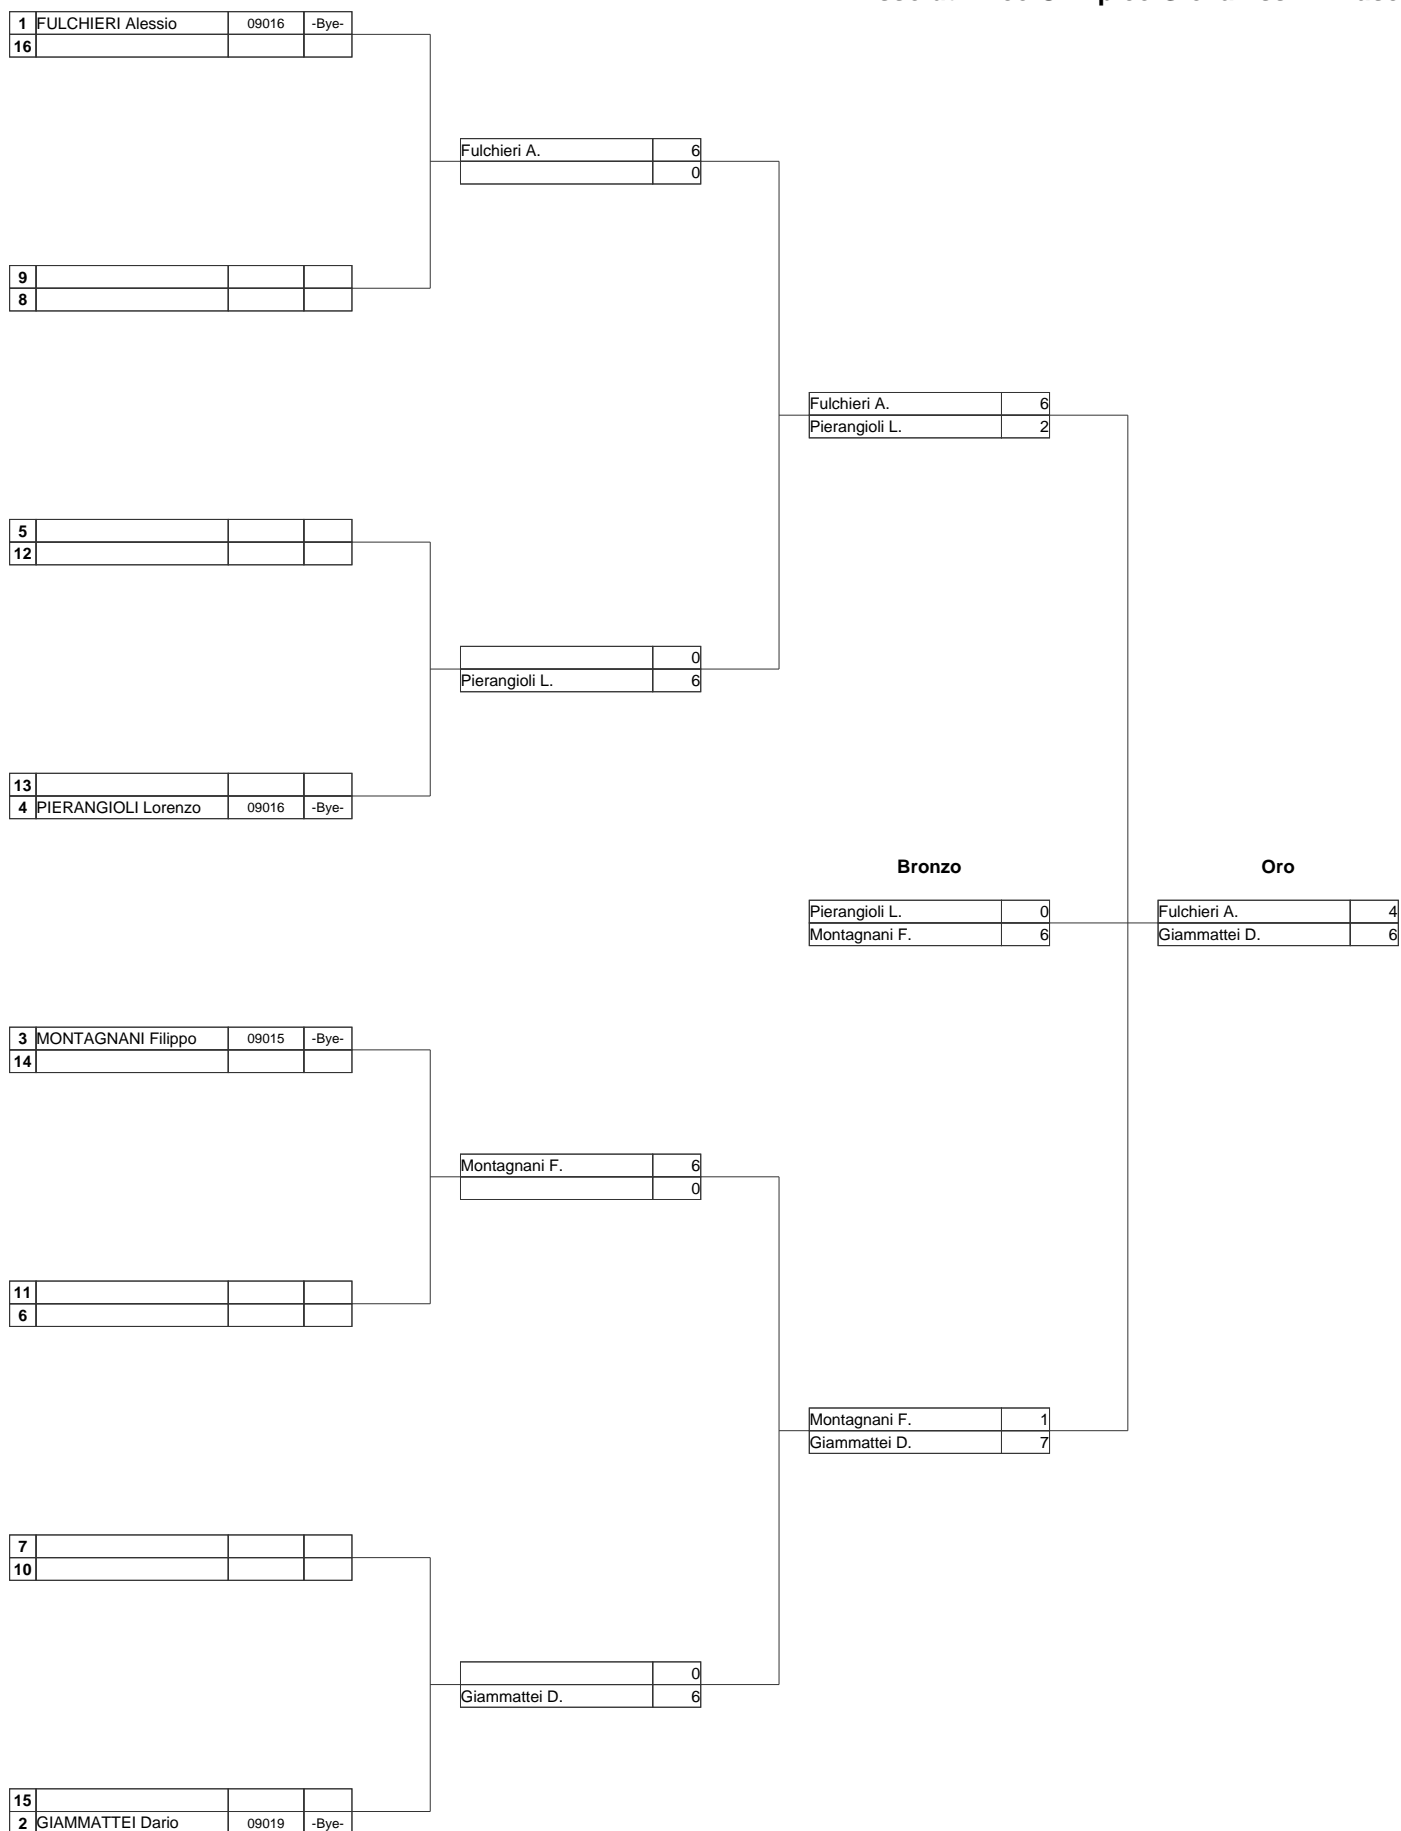 1 FULCHIERI Alessio 09016 -Bye-
16
Fulchieri A. 6
0
9
8
Fulchieri A. 6
Pierangioli L. 2
5
12
0
Pierangioli L. 6
13
4 PIERANGIOLI Lorenzo 09016 -Bye-
Bronzo Oro
Pierangioli L. 0 Fulchieri A. 4
Montagnani F. 6 Giammattei D. 6
3 MONTAGNANI Filippo 09015 -Bye-
14
Montagnani F. 6
0
11
6
Montagnani F. 1
Giammattei D. 7
7
10
0
Giammattei D. 6
15
2 GIAMMATTEI Dario 09019 -Bye-